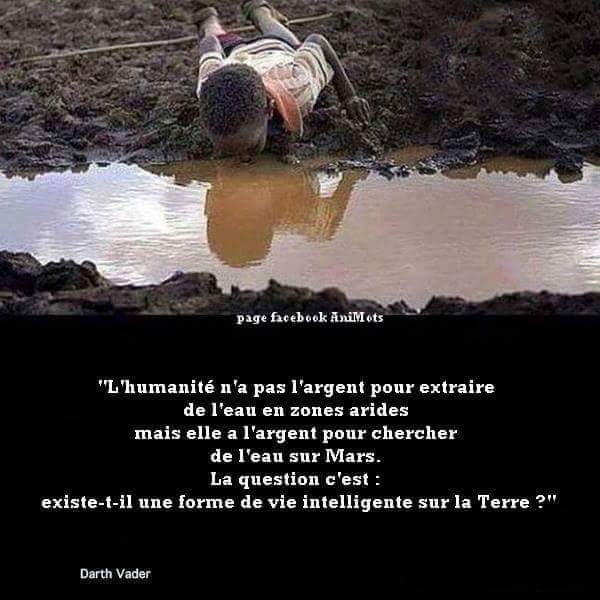 page facebook AniMots
"L'humanité n'a pas l'argent pour extraire
de l'eau en zones arides
mais elle a l'argent pour chercher
de l'eau sur Mars.
La question c'est :
existe-t-il une forme de vie intelligente sur la Terre ?"
Darth Vader